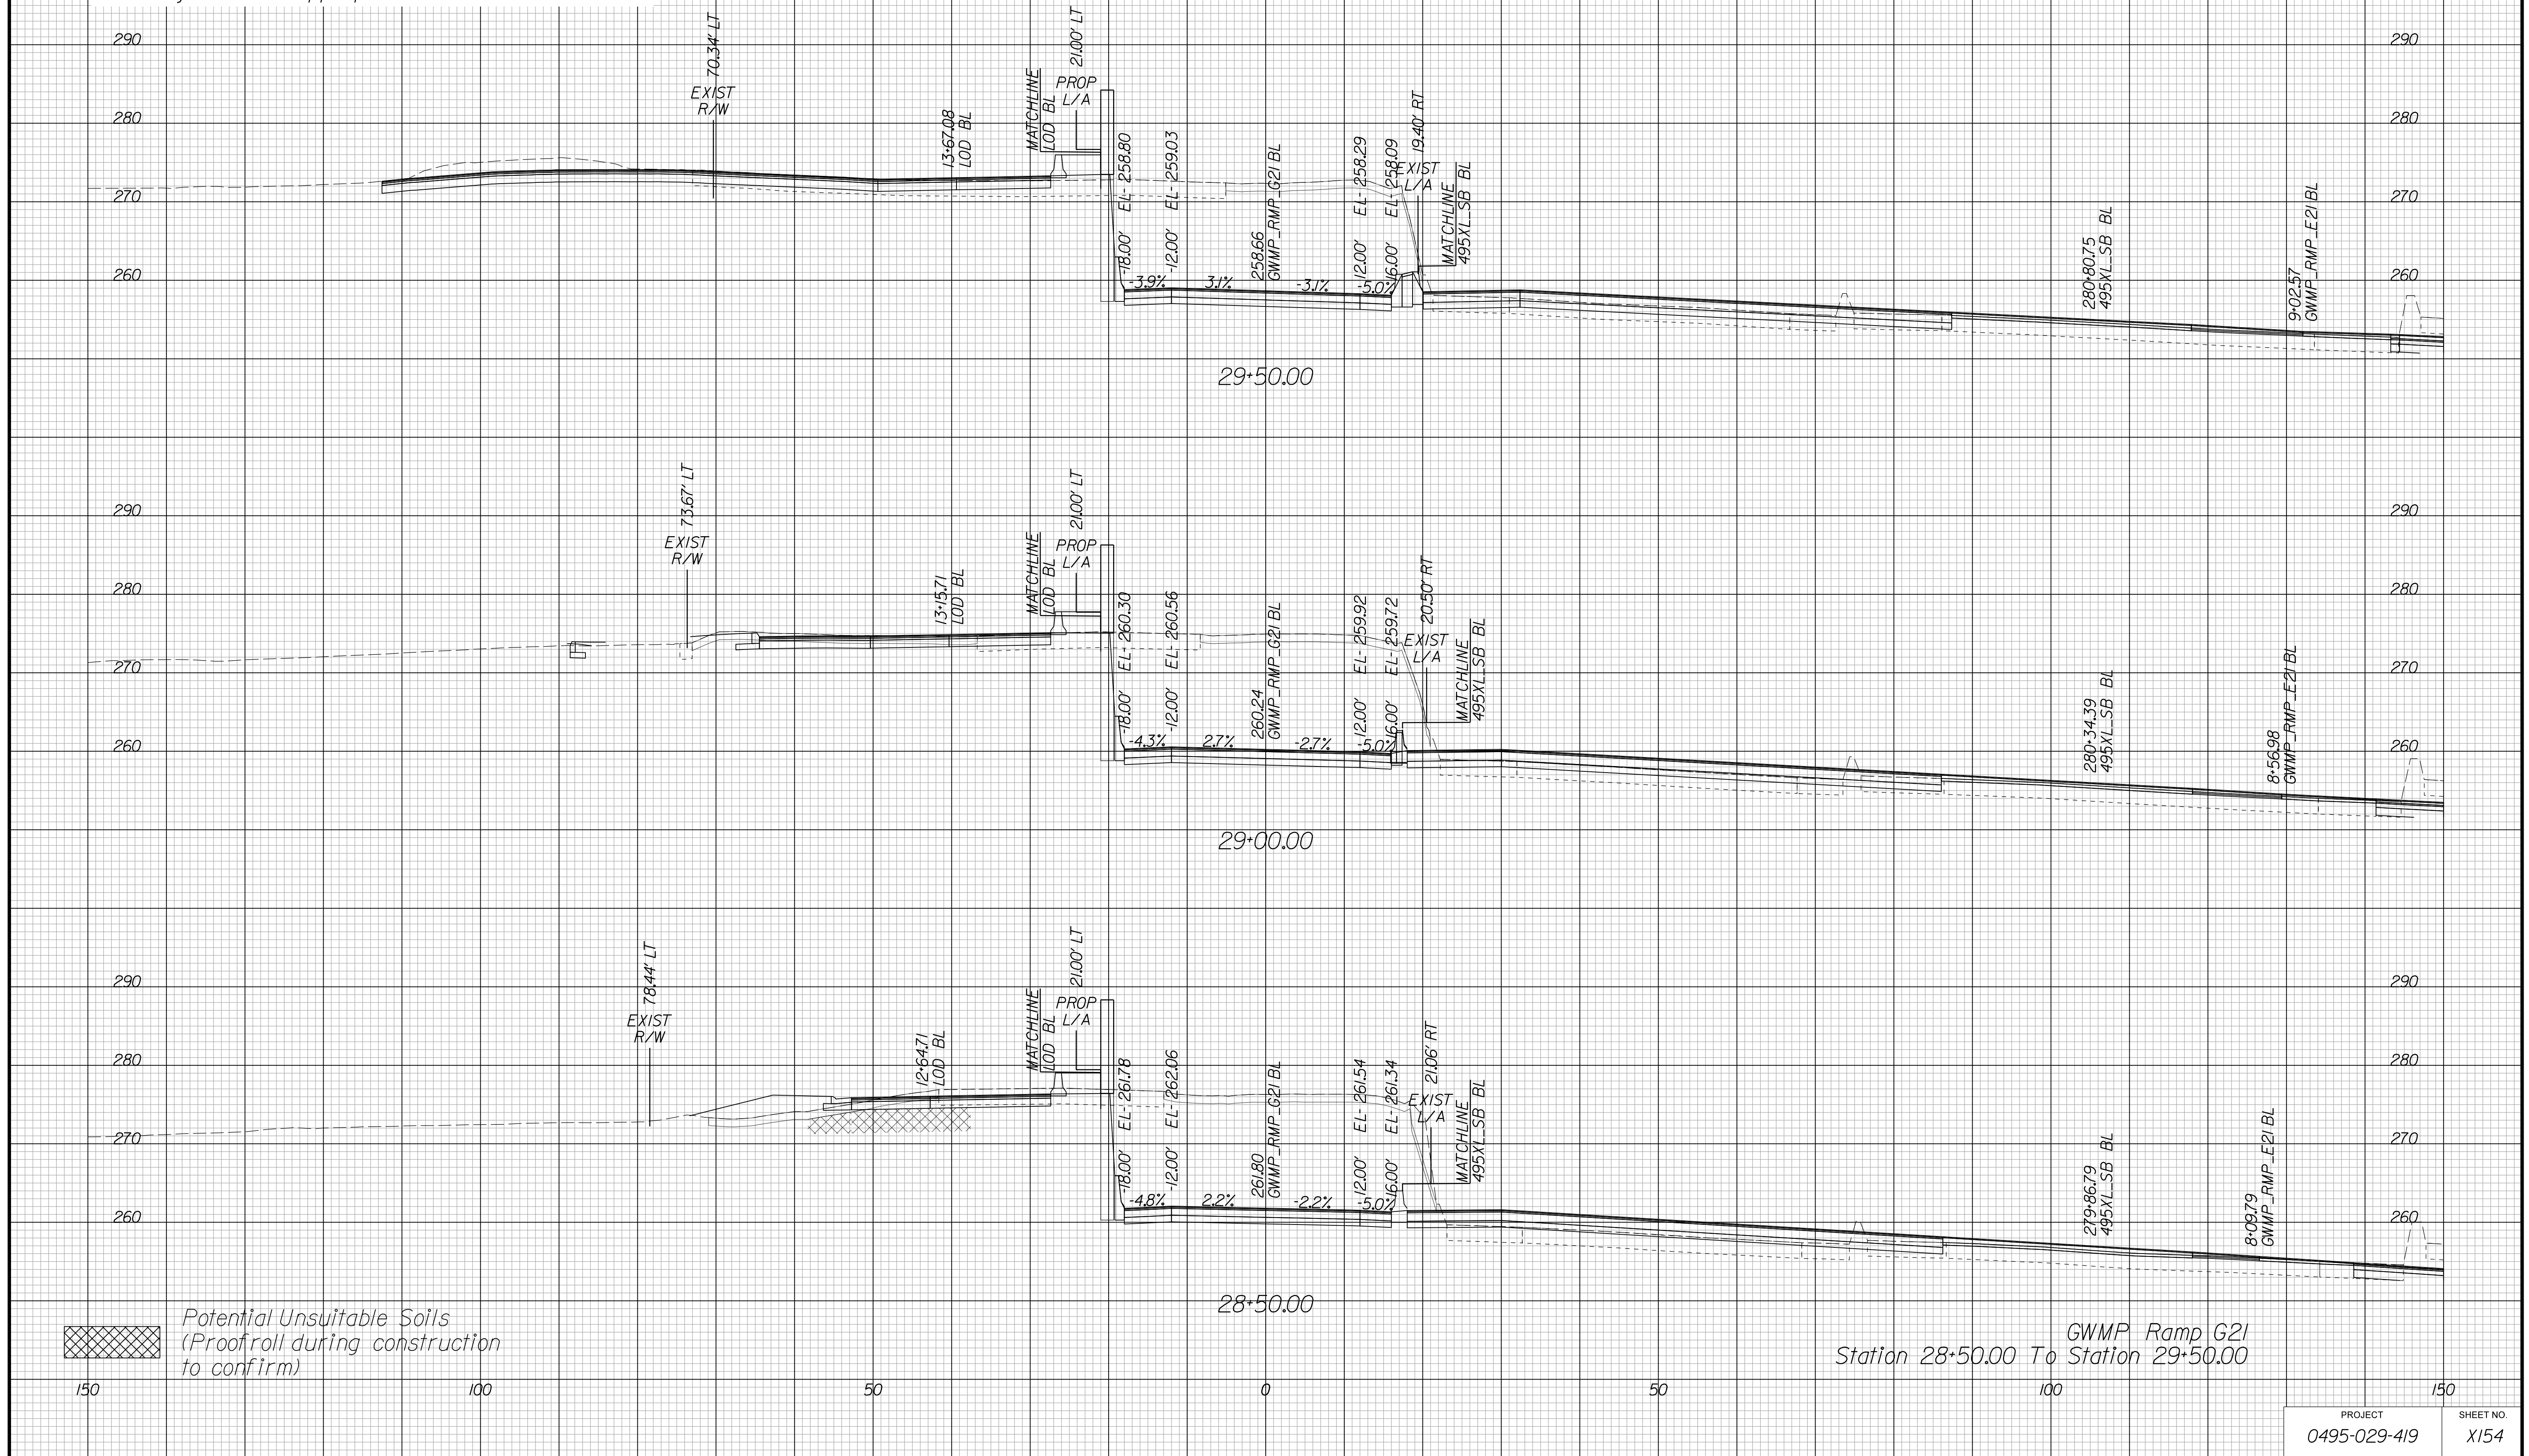 290
70.34' LT
EXIST
R/W
MATCHLINE
LOD BL
21.00' LT
PROP
L/A
290
280
13+67.08
LOD BL
EL- 258.80
EL- 259.03
GWMP_RMP_G21 BL
258.66
EL- 258.29
EL- 258.09
19.40' RT
EXIST
L/A
MATCHLINE
495XL_SB BL
280
270
-18.00'
-12.00'
12.00'
16.00'
280+80.75
495XL_SB BL
9+02.57
GWMP_RMP_E21 BL
270
260
-3.9%
3.1%
-3.1%
-5.0%
260
29+50.00
290
73.67' LT
EXIST
R/W
MATCHLINE
LOD BL
21.00' LT
PROP
L/A
290
280
13+15.71
LOD BL
EL- 260.30
EL- 260.56
260.24
GWMP_RMP_G21 BL
EL- 259.92
EL- 259.72
20.50' RT
EXIST
L/A
MATCHLINE
495XL_SB BL
280
270
-18.00'
-12.00'
12.00'
16.00'
280+34.39
495XL_SB BL
8+56.98
GWMP_RMP_E21 BL
270
260
-4.3%
2.7%
-2.7%
-5.0%
260
29+00.00
290
78.44' LT
EXIST
R/W
MATCHLINE
LOD BL
21.00' LT
PROP
L/A
290
280
12+64.71
LOD BL
EL- 261.78
EL- 262.06
261.80
GWMP_RMP_G21 BL
EL- 261.54
EL- 261.34
21.06' RT
EXIST
L/A
MATCHLINE
495XL_SB BL
280
270
-18.00'
-12.00'
12.00'
16.00'
279+86.79
495XL_SB BL
8+09.79
GWMP_RMP_E21 BL
270
260
-4.8%
2.2%
-2.2%
-5.0%
260
28+50.00
Potential Unsuitable Soils
(Proofroll during construction
to confirm)
GWMP Ramp G21
Station 28+50.00 To Station 29+50.00
150 100 50 0 50 100 150
PROJECT
0495-029-419
SHEET NO.
X154